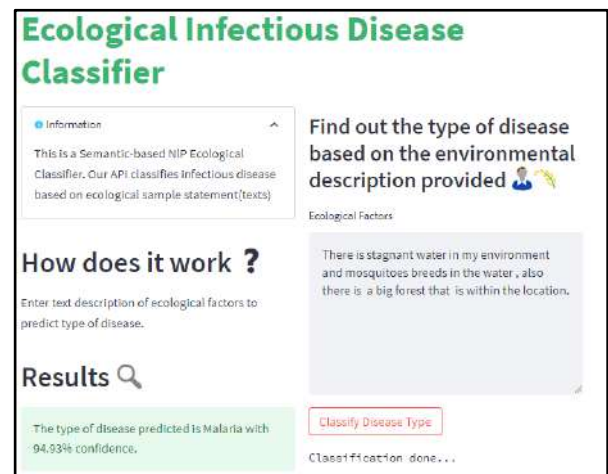 Ecological Infectious Disease
Classifier
Information
This is a Semantic-based NIP Ecological
Classifier. Our API classifies infectious disease
based on ecological sample statement(texts)
How does it work ?
Enter text description of ecological factors to
predict type of disease.
Results
The type of disease predicted is Malaria with
94.93% confidence.
Find out the type of disease
based on the environmental
description provided
Ecological Factors
There is stagnant water in my environment
and mosquitoes breeds in the water , also
there is a big forest that is within the location.
Classify Disease Type
Classification done...